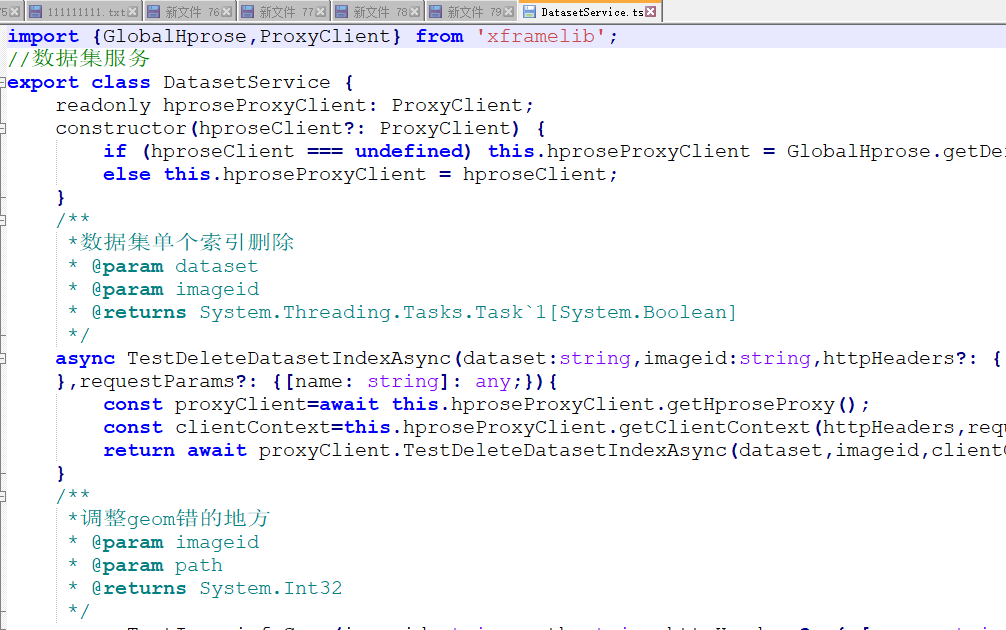 111111111.txt 新文件 76 新文件 77 新文件 78 新文件 79 DatasetService.ts
import {GlobalHprose,ProxyClient} from 'xframelib';
//数据集服务
export class DatasetService {
readonly hproseProxyClient: ProxyClient;
constructor(hproseClient?: ProxyClient) {
if (hproseClient === undefined) this.hproseProxyClient = GlobalHprose.getDe
else this.hproseProxyClient = hproseClient;
}
/**
*数据集单个索引删除
* @param dataset
* @param imageid
* @returns System.Threading.Tasks.Task`1[System.Boolean]
*/
async TestDeleteDatasetIndexAsync(dataset:string,imageid:string,httpHeaders?: {
},requestParams?: {[name: string]: any;}){
const proxyClient=await this.hproseProxyClient.getHproseProxy();
const clientContext=this.hproseProxyClient.getClientContext(httpHeaders,requ
return await proxyClient.TestDeleteDatasetIndexAsync(dataset,imageid,client
}
/**
*调整geom错的地方
* @param imageid
* @param path
* @returns System.Int32
*/